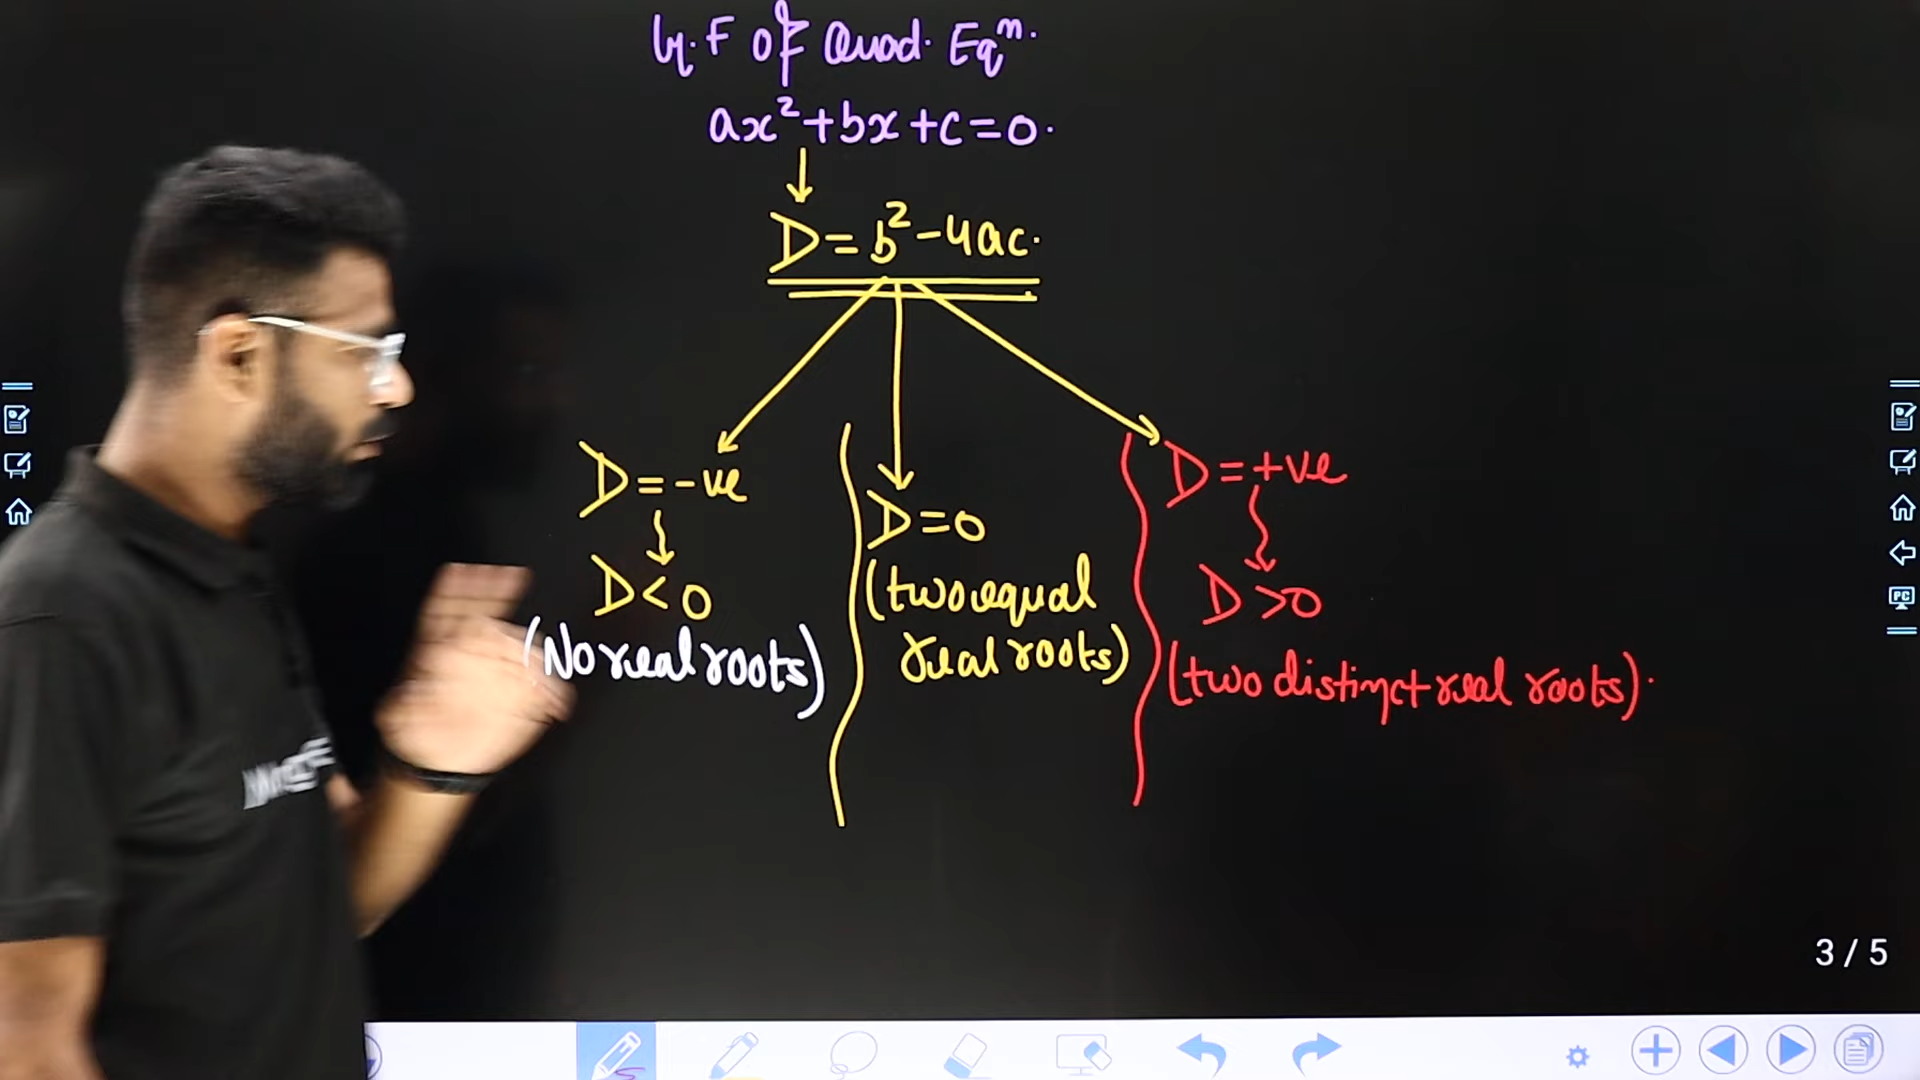 G.F of Quad. Eqⁿ.
ax²+bx+c=0.
D=b²-4ac.
D=-ve
D<0
(No real roots)
D=0
(two equal
real roots)
D=+ve
D>0
(two distinct real roots).
3 / 5
PC